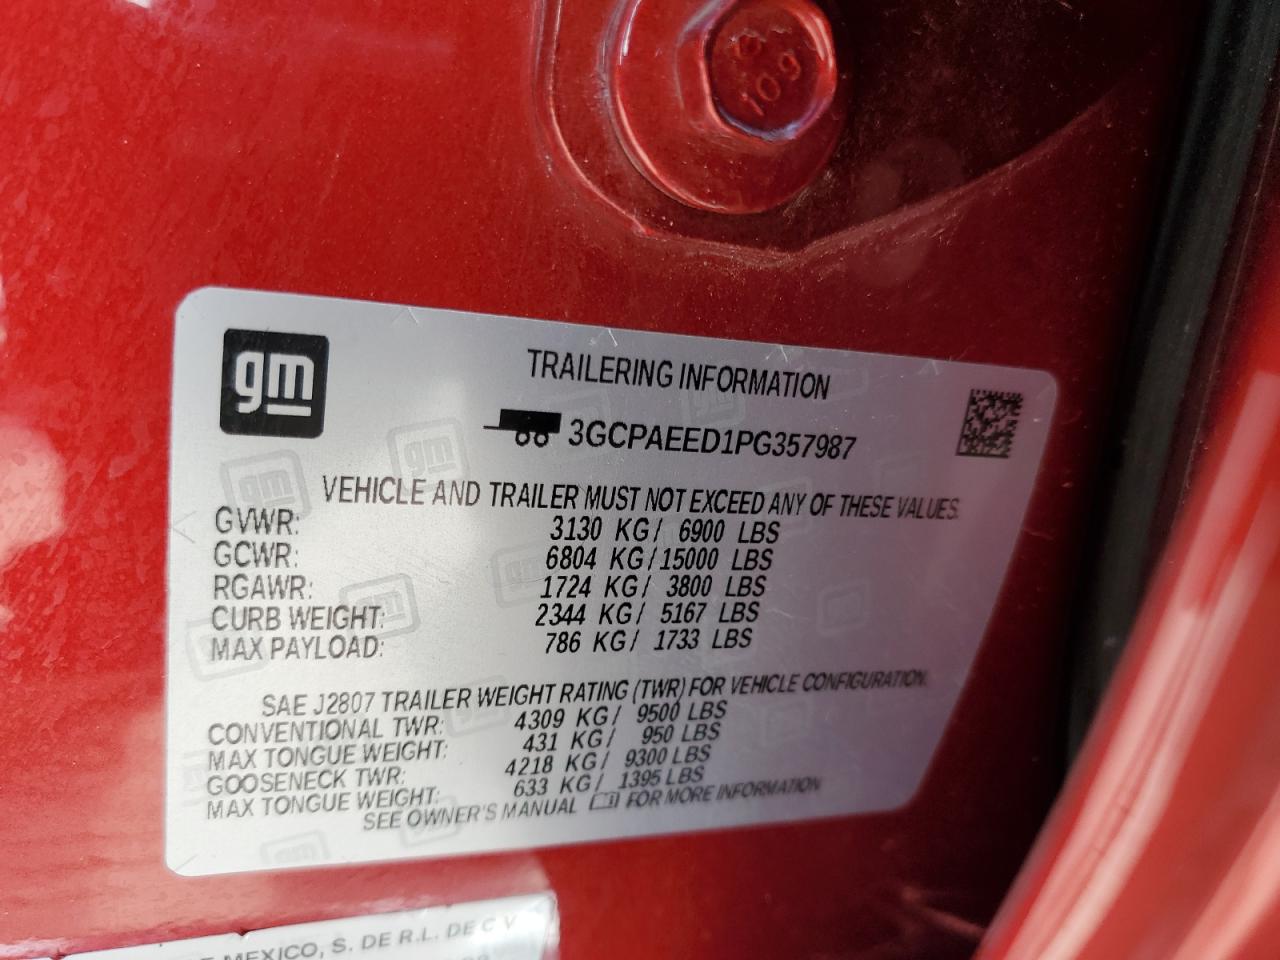 10.9
gm
TRAILERING INFORMATION
3GCPAEED1PG357987
VEHICLE AND TRAILER MUST NOT EXCEED ANY OF THESE VALUES.
GVWR: 3130 KG/ 6900 LBS
GCWR: 6804 KG/15000 LBS
RGAWR: 1724 KG/ 3800 LBS
CURB WEIGHT: 2344 KG/ 5167 LBS
MAX PAYLOAD: 786 KG/ 1733 LBS
SAE J2807 TRAILER WEIGHT RATING (TWR) FOR VEHICLE CONFIGURATION.
CONVENTIONAL TWR: 4309 KG/ 9500 LBS
MAX TONGUE WEIGHT: 431 KG/ 950 LBS
GOOSENECK TWR: 4218 KG/ 9300 LBS
MAX TONGUE WEIGHT: 633 KG/ 1395 LBS
SEE OWNER'S MANUAL FOR MORE INFORMATION
MEXICO, S. DE R.L. DE C V